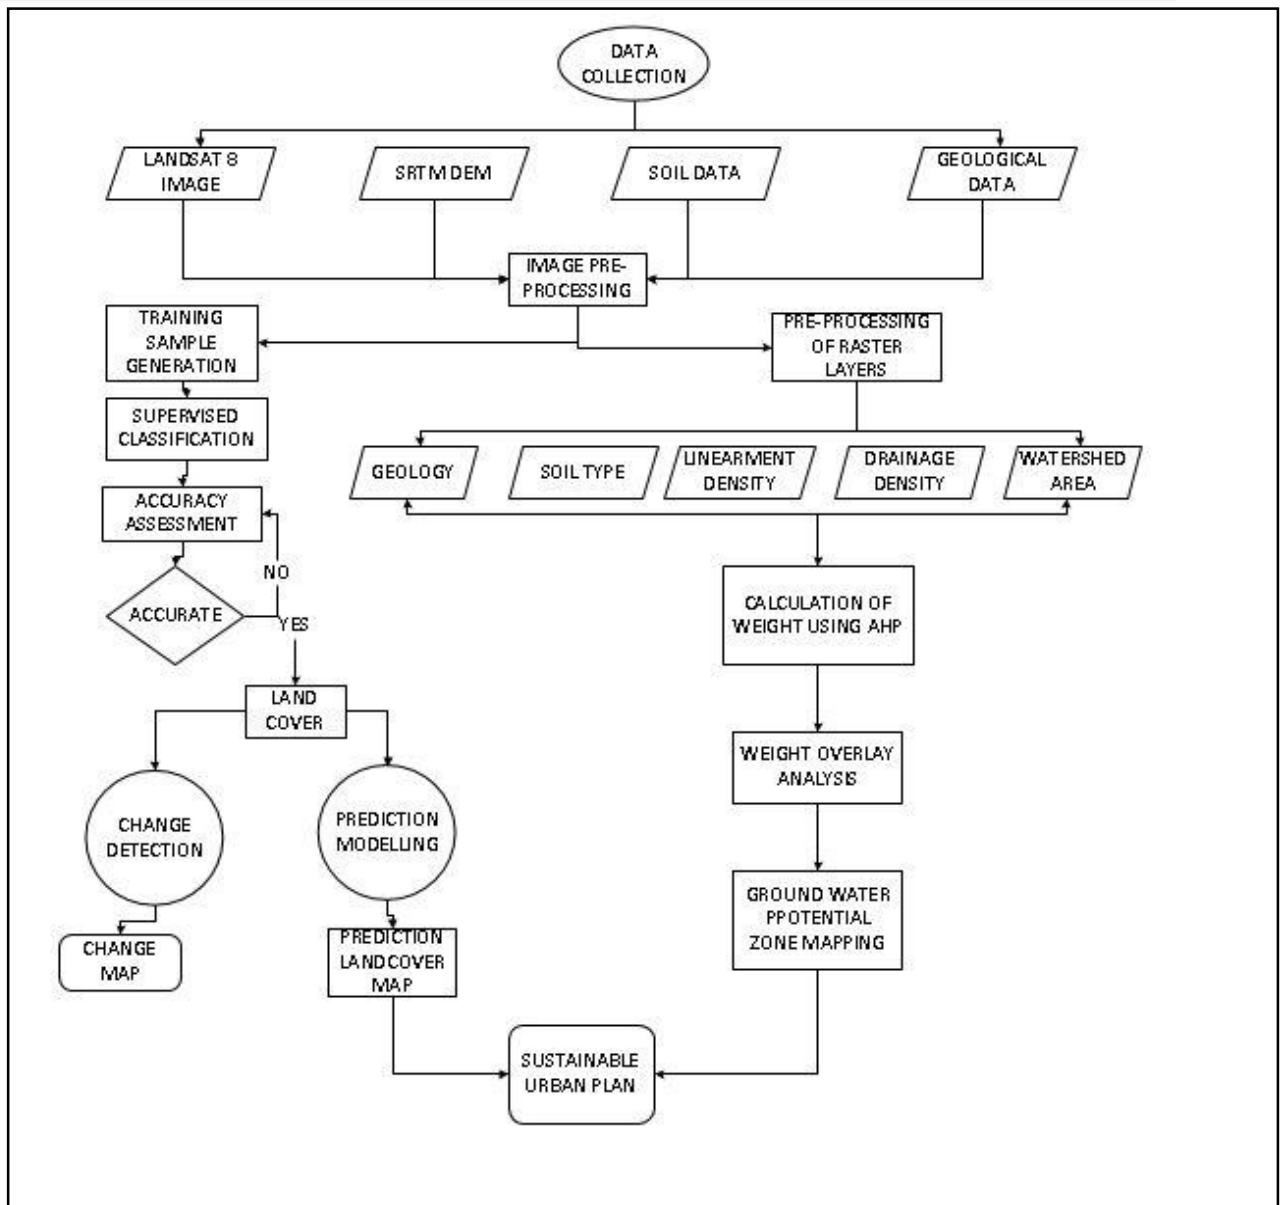 DATA
COLLECTION
LANDSAT 8
IMAGE
SRTM DEM
SOIL DATA
GEOLOGICAL
DATA
IMAGE PRE-
PROCESSING
TRAINING
SAMPLE
GENERATION
PRE-PROCESSING
OF RASTER
LAYERS
SUPERVISED
CLASSIFICATION
GEOLOGY
SOIL TYPE
LINEARMENT
DENSITY
DRAINAGE
DENSITY
WATERSHED
AREA
ACCURACY
ASSESSMENT
NO
ACCURATE
YES
CALCULATION OF
WEIGHT USING AHP
LAND
COVER
WEIGHT OVERLAY
ANALYSIS
CHANGE
DETECTION
PREDICTION
MODELLING
GROUND WATER
PPOTENTIAL
ZONE MAPPING
CHANGE
MAP
PREDICTION
LANDCOVER
MAP
SUSTAINABLE
URBAN PLAN